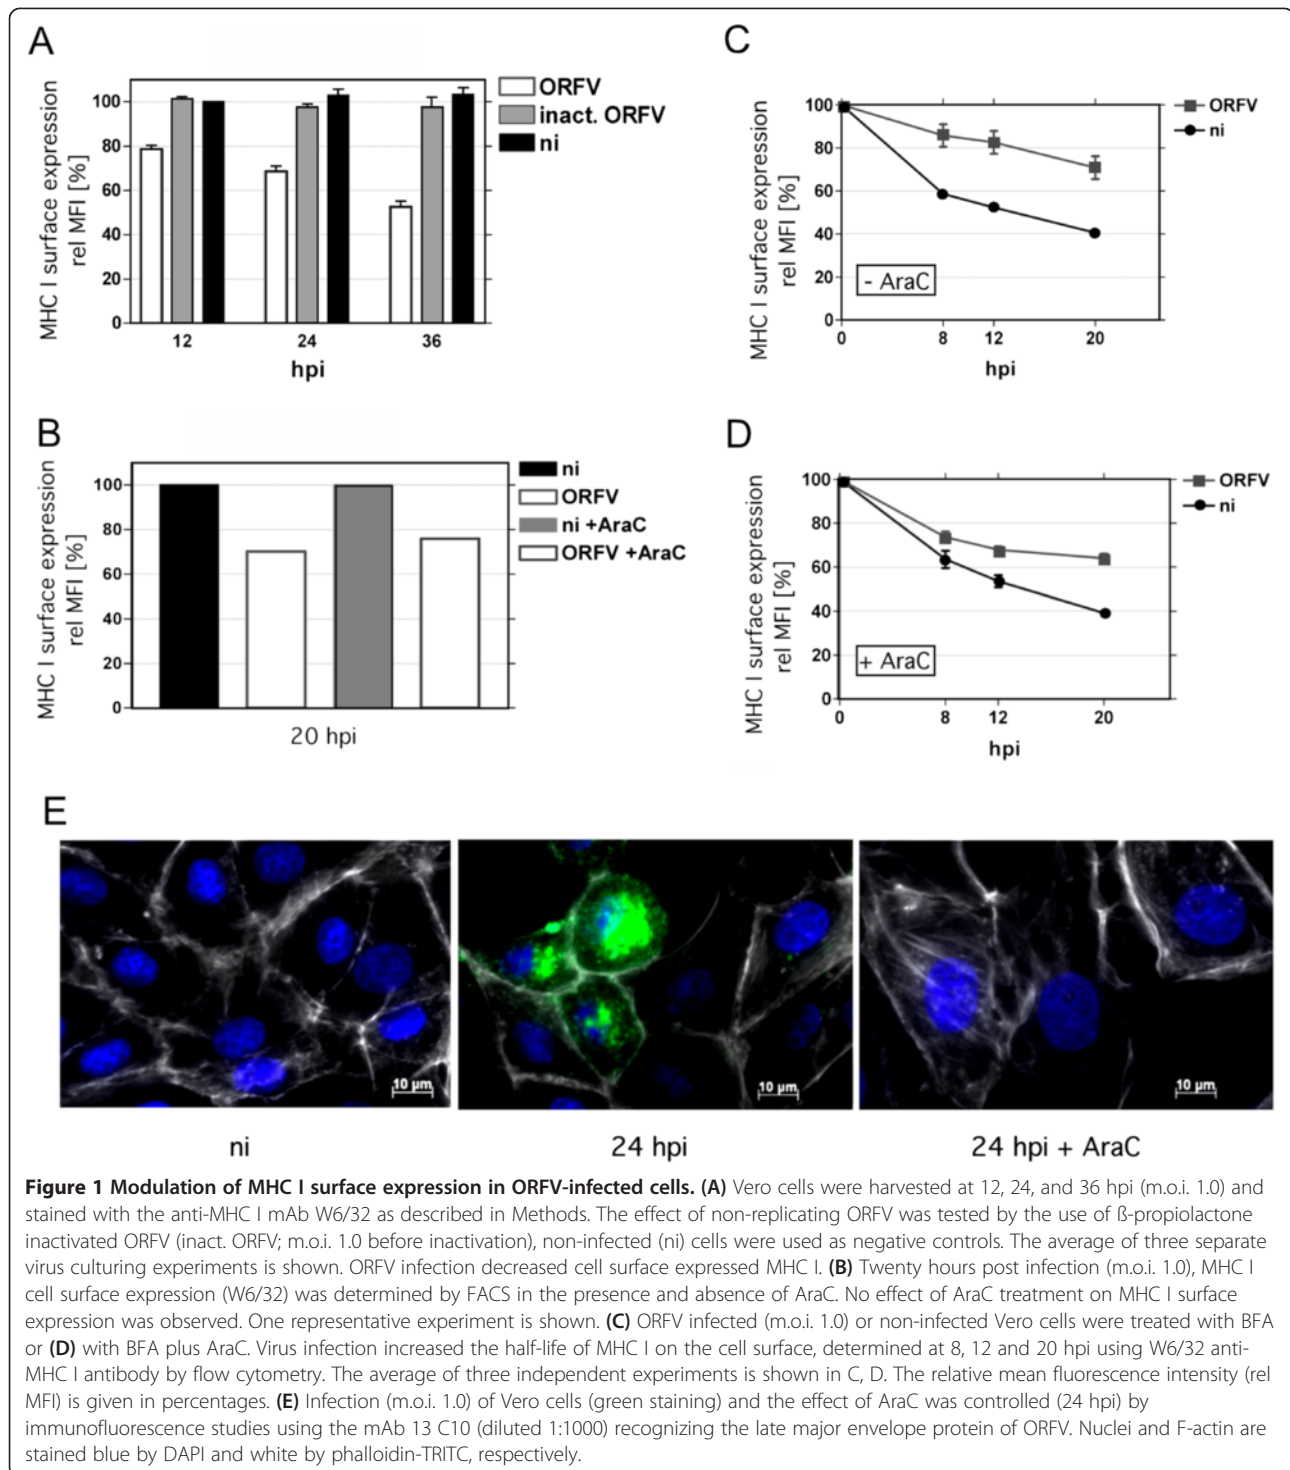 A
MHC I surface expression
rel MFI [%]
100
80
60
40
20
0
12
24
36
hpi
ORFV
inact. ORFV
ni
C
MHC I surface expression
rel MFI [%]
100
80
60
40
20
0
- AraC
0
8
12
20
hpi
ORFV
ni
B
MHC I surface expression
rel MFI [%]
100
80
60
40
20
0
20 hpi
ni
ORFV
ni +AraC
ORFV +AraC
D
MHC I surface expression
rel MFI [%]
100
80
60
40
20
0
+ AraC
0
8
12
20
hpi
ORFV
ni
E
10 µm
10 µm
10 µm
ni
24 hpi
24 hpi + AraC
Figure 1 Modulation of MHC I surface expression in ORFV-infected cells. (A) Vero cells were harvested at 12, 24, and 36 hpi (m.o.i. 1.0) and
stained with the anti-MHC I mAb W6/32 as described in Methods. The effect of non-replicating ORFV was tested by the use of ß-propiolactone
inactivated ORFV (inact. ORFV; m.o.i. 1.0 before inactivation), non-infected (ni) cells were used as negative controls. The average of three separate
virus culturing experiments is shown. ORFV infection decreased cell surface expressed MHC I. (B) Twenty hours post infection (m.o.i. 1.0), MHC I
cell surface expression (W6/32) was determined by FACS in the presence and absence of AraC. No effect of AraC treatment on MHC I surface
expression was observed. One representative experiment is shown. (C) ORFV infected (m.o.i. 1.0) or non-infected Vero cells were treated with BFA
or (D) with BFA plus AraC. Virus infection increased the half-life of MHC I on the cell surface, determined at 8, 12 and 20 hpi using W6/32 anti-
MHC I antibody by flow cytometry. The average of three independent experiments is shown in C, D. The relative mean fluorescence intensity (rel
MFI) is given in percentages. (E) Infection (m.o.i. 1.0) of Vero cells (green staining) and the effect of AraC was controlled (24 hpi) by
immunofluorescence studies using the mAb 13 C10 (diluted 1:1000) recognizing the late major envelope protein of ORFV. Nuclei and F-actin are
stained blue by DAPI and white by phalloidin-TRITC, respectively.